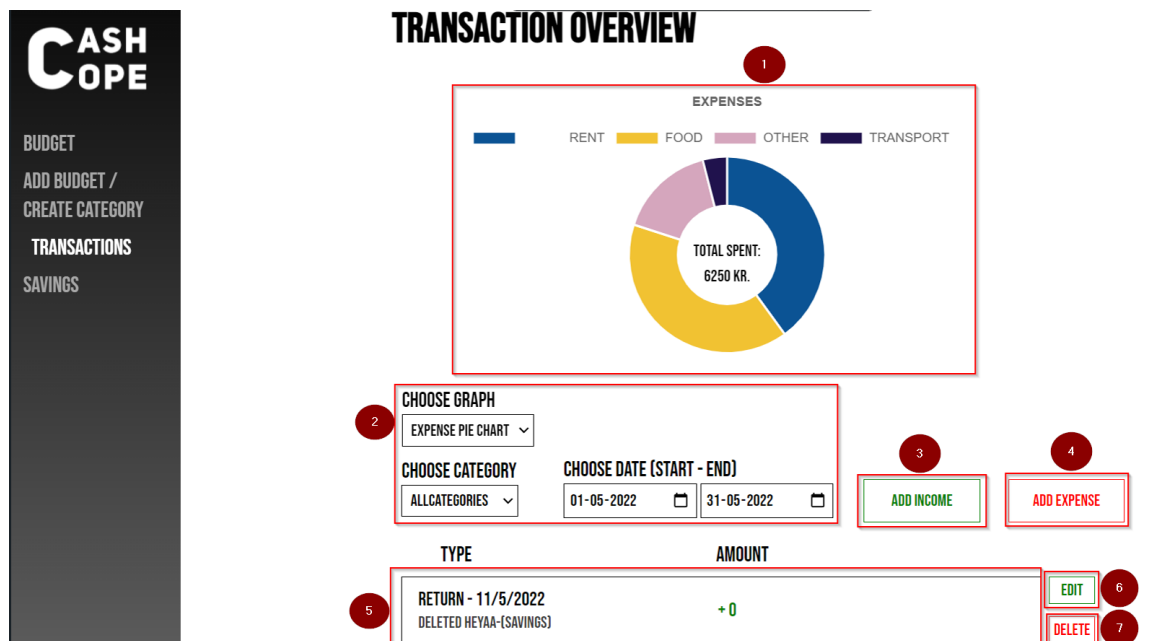 CASH
COPE
BUDGET
ADD BUDGET /
CREATE CATEGORY
TRANSACTIONS
SAVINGS
TRANSACTION OVERVIEW
1
EXPENSES
RENT FOOD OTHER TRANSPORT
TOTAL SPENT:
6250 KR.
2
CHOOSE GRAPH
EXPENSE PIE CHART
CHOOSE CATEGORY CHOOSE DATE (START - END)
ALLCATEGORIES 01-05-2022 31-05-2022
3
ADD INCOME
4
ADD EXPENSE
TYPE AMOUNT
5
RETURN - 11/5/2022
DELETED HEYAA-(SAVINGS)
+ 0
EDIT
6
DELETE
7